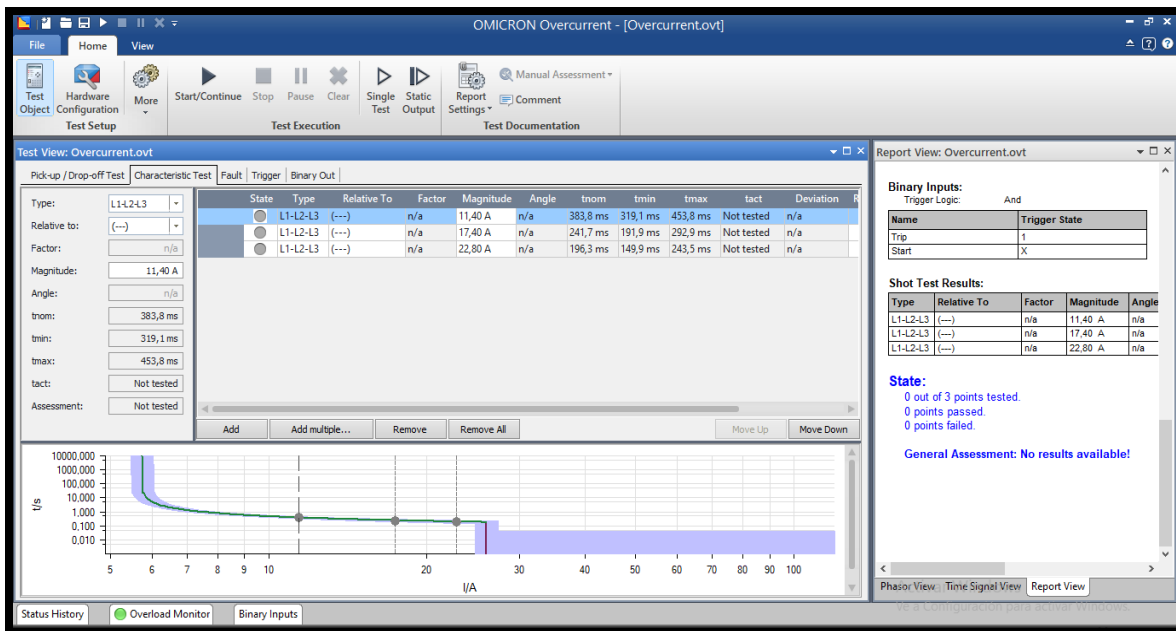 OMICRON Overcurrent - [Overcurrent.ovt]
File Home View
Test Object
Hardware Configuration
More
Test Setup
Start/Continue Stop Pause Clear Single Test Static Output
Test Execution
Report Settings
Manual Assessment
Comment
Test Documentation
Test View: Overcurrent.ovt
Pick-up / Drop-off Test Characteristic Test Fault Trigger Binary Out
Type: L1-L2-L3
Relative to: (---)
Factor: n/a
Magnitude: 11,40 A
Angle: n/a
tnom: 383,8 ms
tmin: 319,1 ms
tmax: 453,8 ms
tact: Not tested
Assessment: Not tested
State Type Relative To Factor Magnitude Angle tnom tmin tmax tact Deviation R
L1-L2-L3 (---) n/a 11,40 A n/a 383,8 ms 319,1 ms 453,8 ms Not tested n/a
L1-L2-L3 (---) n/a 17,40 A n/a 241,7 ms 191,9 ms 292,9 ms Not tested n/a
L1-L2-L3 (---) n/a 22,80 A n/a 196,3 ms 149,9 ms 243,5 ms Not tested n/a
Add Add multiple... Remove Remove All Move Up Move Down
t/s
10000,000
1000,000
100,000
10,000
1,000
0,100
0,010
5 6 7 8 9 10 20 30 40 50 60 70 80 90 100
I/A
Report View: Overcurrent.ovt
Binary Inputs:
Trigger Logic: And
Name Trigger State
Trip 1
Start X
Shot Test Results:
Type Relative To Factor Magnitude Angle
L1-L2-L3 (---) n/a 11,40 A n/a
L1-L2-L3 (---) n/a 17,40 A n/a
L1-L2-L3 (---) n/a 22,80 A n/a
State:
0 out of 3 points tested.
0 points passed.
0 points failed.
General Assessment: No results available!
Phasor View Time Signal View Report View
Ve a Configuración para activar Windows.
Status History Overload Monitor Binary Inputs